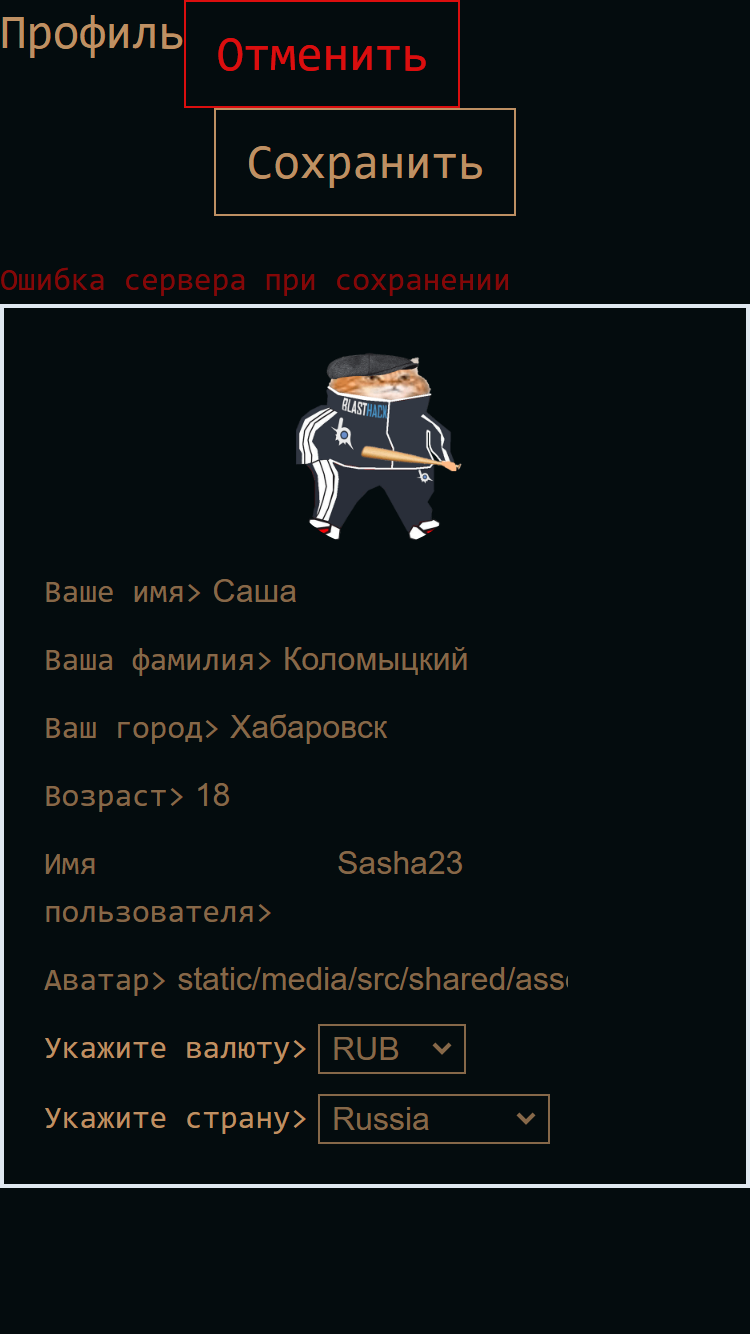 Профиль
Отменить
Сохранить
Ошибка сервера при сохранении
BLASTHACK
Ваше имя> Саша
Ваша фамилия> Коломыцкий
Ваш город> Хабаровск
Возраст> 18
Имя Sasha23
пользователя>
Аватар> static/media/src/shared/ass
Укажите валюту> RUB
Укажите страну> Russia